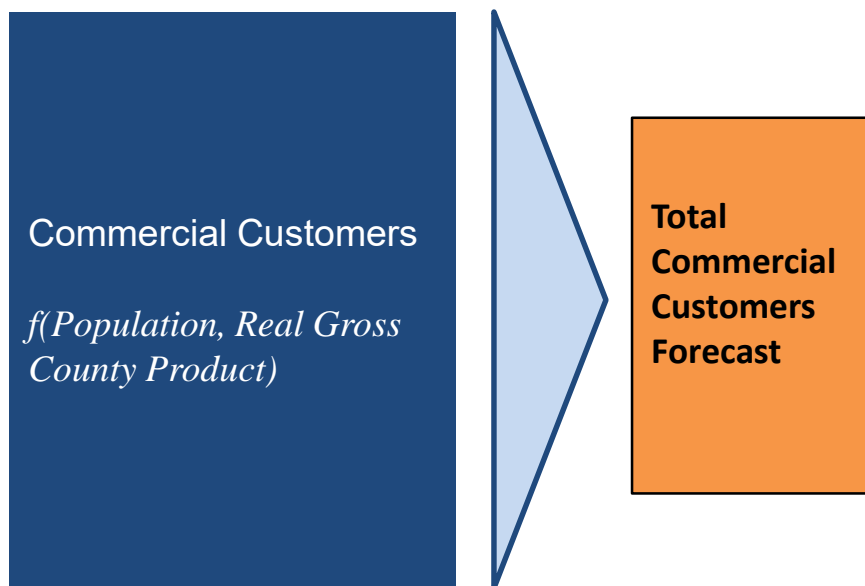 Commercial Customers
f(Population, Real Gross
County Product)
Total
Commercial
Customers
Forecast